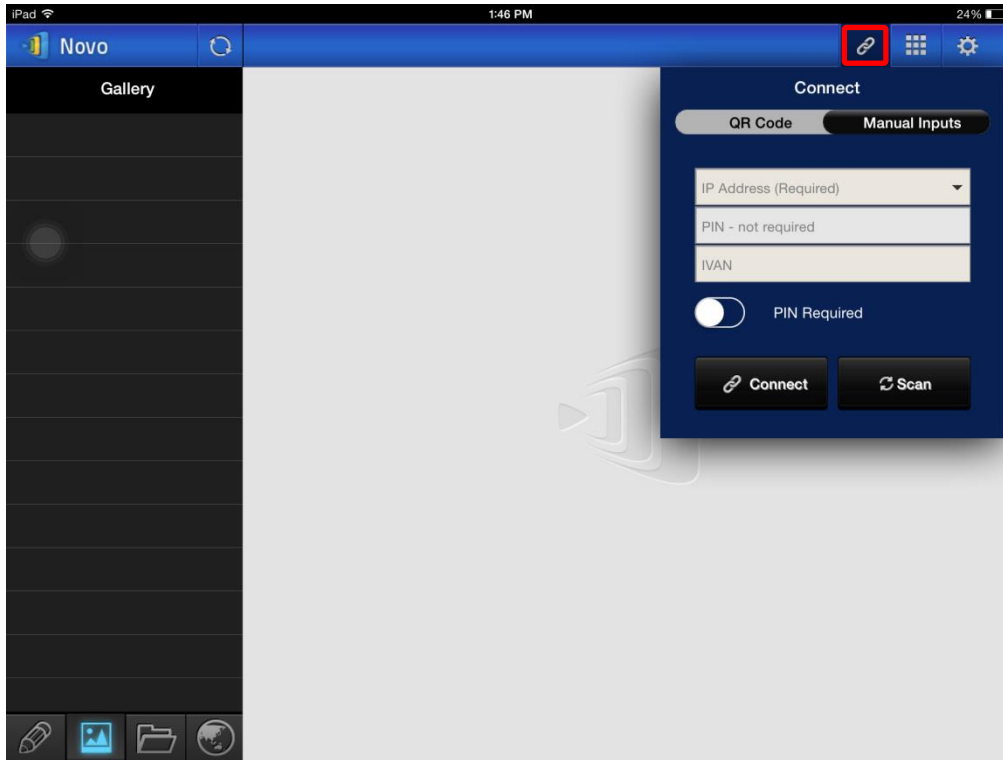 iPad 1:46 PM 24%
Novo
Gallery
Connect
QR Code Manual Inputs
IP Address (Required)
PIN - not required
IVAN
PIN Required
Connect Scan